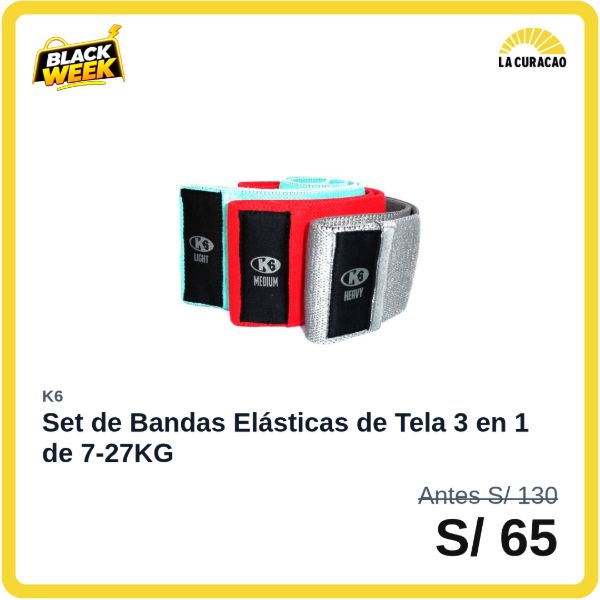 BLACK
WEEK
LA CURACAO
K6
LIGHT
K6
MEDIUM
K6
HEAVY
K6
Set de Bandas Elásticas de Tela 3 en 1
de 7-27KG
Antes S/ 130
S/ 65